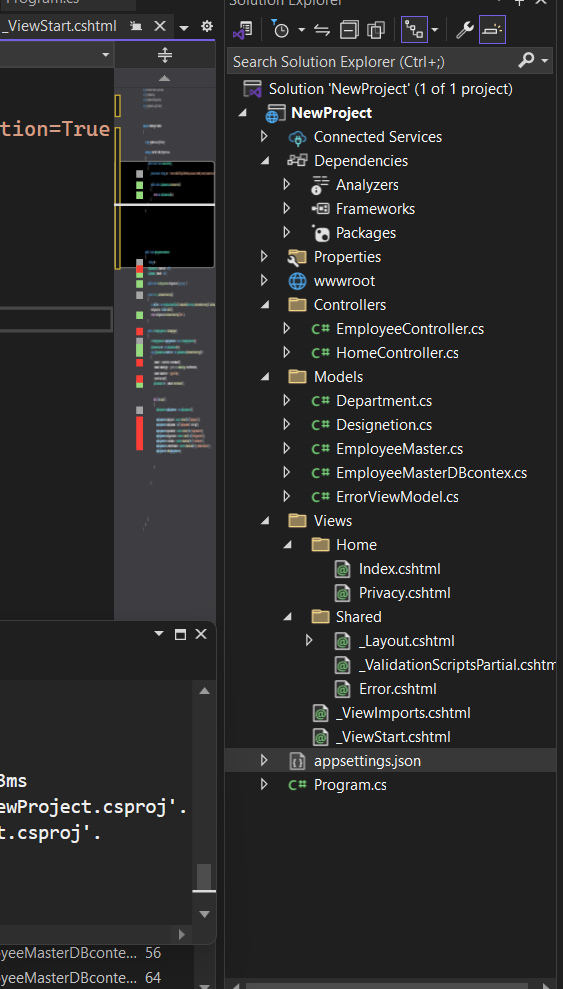 Program.cs
_ViewStart.cshtml
tion=True
3ms
ewProject.csproj'.
t.csproj'.
yeeMasterDBconte... 56
yeeMasterDBconte... 64
Solution Explorer
Search Solution Explorer (Ctrl+;)
Solution 'NewProject' (1 of 1 project)
NewProject
Connected Services
Dependencies
Analyzers
Frameworks
Packages
Properties
wwwroot
Controllers
C# EmployeeController.cs
C# HomeController.cs
Models
C# Department.cs
C# Designetion.cs
C# EmployeeMaster.cs
C# EmployeeMasterDBcontex.cs
C# ErrorViewModel.cs
Views
Home
Index.cshtml
Privacy.cshtml
Shared
_Layout.cshtml
_ValidationScriptsPartial.cshtm
Error.cshtml
_ViewImports.cshtml
_ViewStart.cshtml
appsettings.json
C# Program.cs